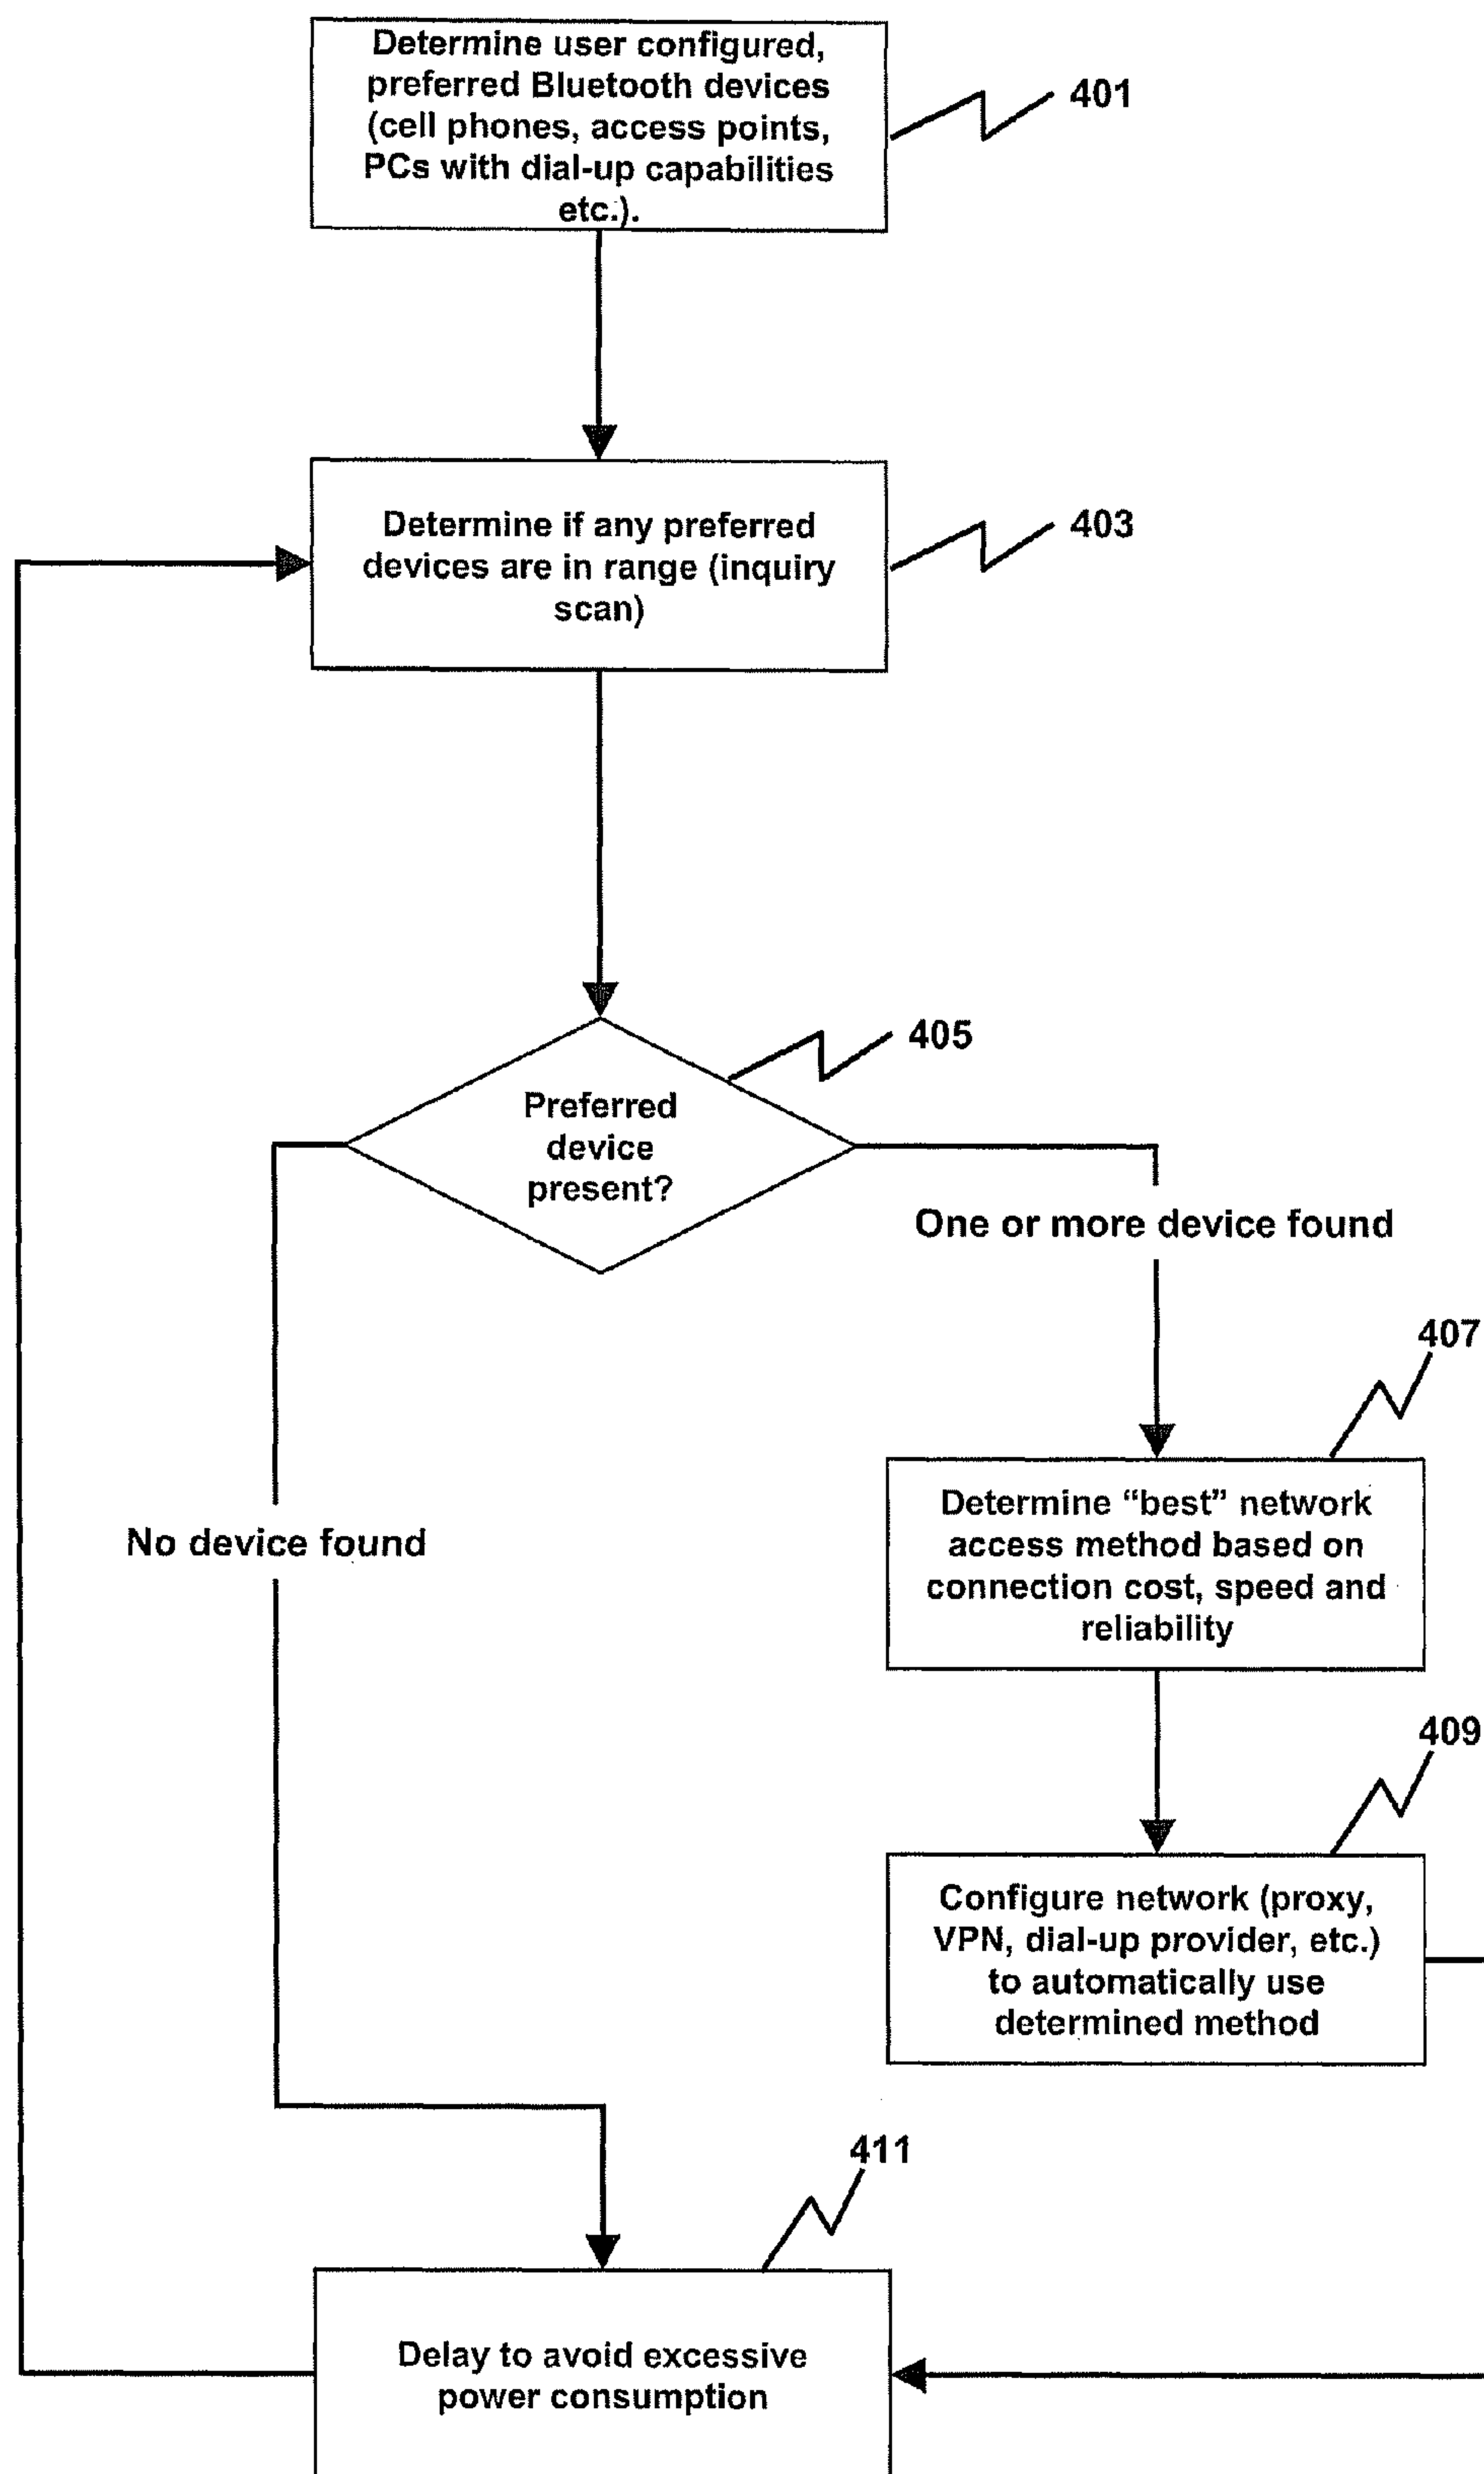 Determine user configured,
preferred Bluetooth devices
(cell phones, access points,
PCs with dial-up capabilities
etc.).
401
Determine if any preferred
devices are in range (inquiry
scan)
403
405
Preferred
device
present?
One or more device found
407
Determine “best” network
access method based on
connection cost, speed and
reliability
No device found
409
Configure network (proxy,
VPN, dial-up provider, etc.)
to automatically use
determined method
411
Delay to avoid excessive
power consumption